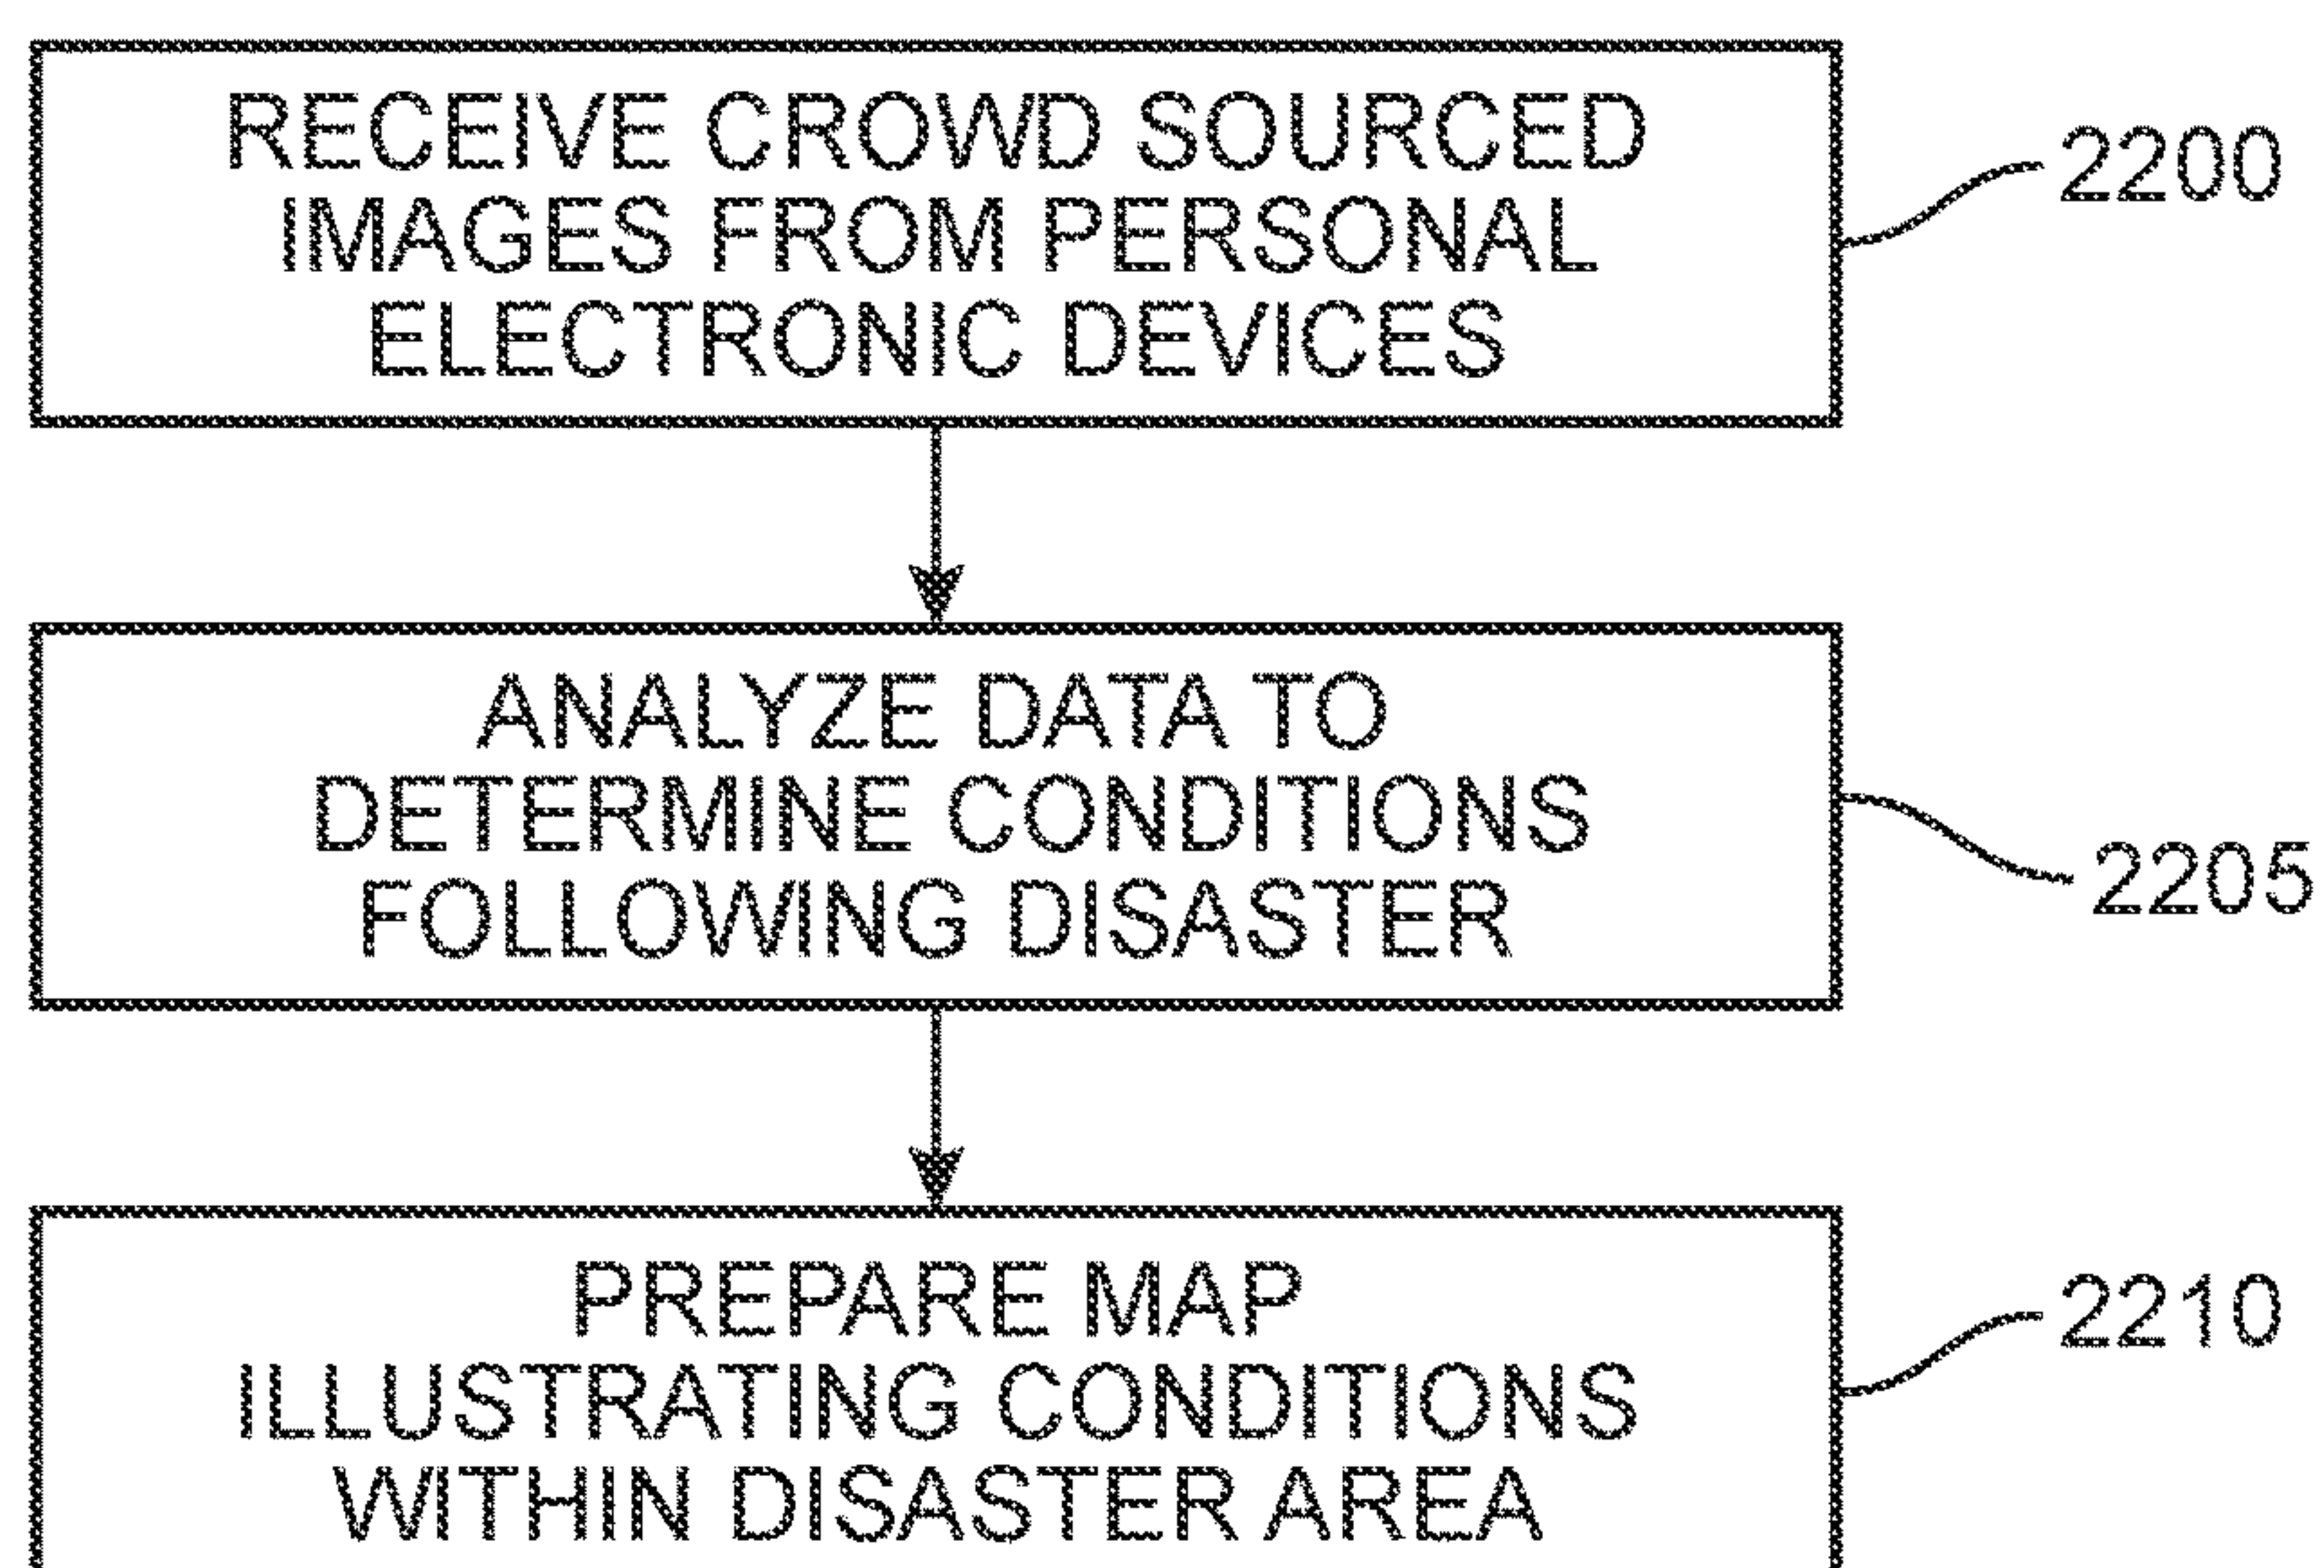 RECEIVE CROWD SOURCED
IMAGES FROM PERSONAL
ELECTRONIC DEVICES
2200
ANALYZE DATA TO
DETERMINE CONDITIONS
FOLLOWING DISASTER
2205
PREPARE MAP
ILLUSTRATING CONDITIONS
WITHIN DISASTER AREA
2210